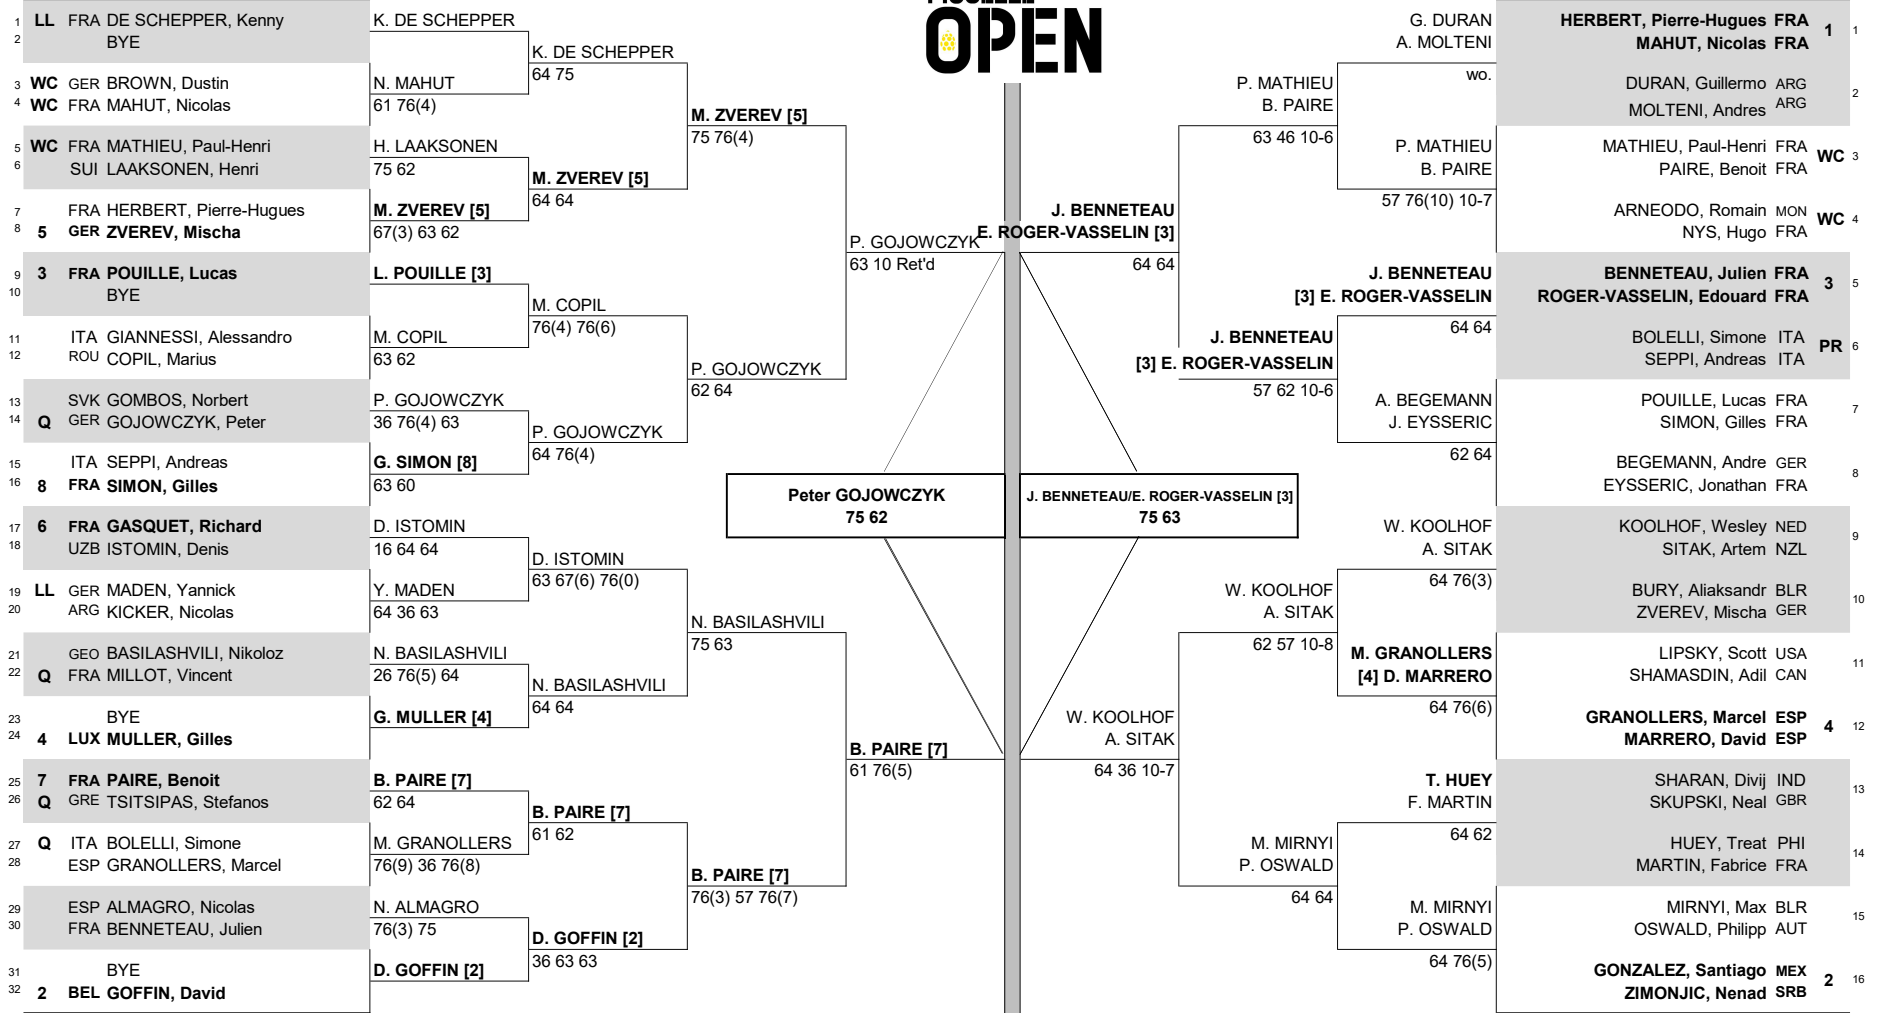 OPEN
1 LL FRA DE SCHEPPER, Kenny
2 BYE
3 WC GER BROWN, Dustin
4 WC FRA MAHUT, Nicolas
5 WC FRA MATHIEU, Paul-Henri
6 SUI LAAKSONEN, Henri
7 FRA HERBERT, Pierre-Hugues
8 5 GER ZVEREV, Mischa
9 3 FRA POUILLE, Lucas
10 BYE
11 ITA GIANNESSI, Alessandro
12 ROU COPIL, Marius
13 SVK GOMBOS, Norbert
14 Q GER GOJOWCZYK, Peter
15 ITA SEPPI, Andreas
16 8 FRA SIMON, Gilles
17 6 FRA GASQUET, Richard
18 UZB ISTOMIN, Denis
19 LL GER MADEN, Yannick
20 ARG KICKER, Nicolas
21 GEO BASILASHVILI, Nikoloz
22 Q FRA MILLOT, Vincent
23 BYE
24 4 LUX MULLER, Gilles
25 7 FRA PAIRE, Benoit
26 Q GRE TSITSIPAS, Stefanos
27 Q ITA BOLELLI, Simone
28 ESP GRANOLLERS, Marcel
29 ESP ALMAGRO, Nicolas
30 FRA BENNETEAU, Julien
31 BYE
32 2 BEL GOFFIN, David
K. DE SCHEPPER
N. MAHUT
61 76(4)
H. LAAKSONEN
75 62
M. ZVEREV [5]
67(3) 63 62
L. POUILLE [3]
M. COPIL
63 62
P. GOJOWCZYK
36 76(4) 63
G. SIMON [8]
63 60
D. ISTOMIN
16 64 64
Y. MADEN
64 36 63
N. BASILASHVILI
26 76(5) 64
G. MULLER [4]
B. PAIRE [7]
62 64
M. GRANOLLERS
76(9) 36 76(8)
N. ALMAGRO
76(3) 75
D. GOFFIN [2]
K. DE SCHEPPER
64 75
M. ZVEREV [5]
64 64
M. COPIL
76(4) 76(6)
P. GOJOWCZYK
64 76(4)
D. ISTOMIN
63 67(6) 76(0)
N. BASILASHVILI
64 64
B. PAIRE [7]
61 62
D. GOFFIN [2]
36 63 63
M. ZVEREV [5]
75 76(4)
P. GOJOWCZYK
62 64
N. BASILASHVILI
75 63
B. PAIRE [7]
76(3) 57 76(7)
P. GOJOWCZYK
63 10 Ret'd
B. PAIRE [7]
61 76(5)
Peter GOJOWCZYK
75 62
J. BENNETEAU/E. ROGER-VASSELIN [3]
75 63
J. BENNETEAU
E. ROGER-VASSELIN [3]
64 64
W. KOOLHOF
A. SITAK
64 36 10-7
P. MATHIEU
B. PAIRE
63 46 10-6
J. BENNETEAU
[3] E. ROGER-VASSELIN
57 62 10-6
W. KOOLHOF
A. SITAK
62 57 10-8
M. MIRNYI
P. OSWALD
64 64
G. DURAN
A. MOLTENI
wo.
P. MATHIEU
B. PAIRE
57 76(10) 10-7
J. BENNETEAU
[3] E. ROGER-VASSELIN
64 64
A. BEGEMANN
J. EYSSERIC
62 64
W. KOOLHOF
A. SITAK
64 76(3)
M. GRANOLLERS
[4] D. MARRERO
64 76(6)
T. HUEY
F. MARTIN
64 62
M. MIRNYI
P. OSWALD
64 76(5)
HERBERT, Pierre-Hugues FRA 1 1
MAHUT, Nicolas FRA
DURAN, Guillermo ARG 2
MOLTENI, Andres ARG
MATHIEU, Paul-Henri FRA WC 3
PAIRE, Benoit FRA
ARNEODO, Romain MON WC 4
NYS, Hugo FRA
BENNETEAU, Julien FRA 3 5
ROGER-VASSELIN, Edouard FRA
BOLELLI, Simone ITA PR 6
SEPPI, Andreas ITA
POUILLE, Lucas FRA 7
SIMON, Gilles FRA
BEGEMANN, Andre GER 8
EYSSERIC, Jonathan FRA
KOOLHOF, Wesley NED 9
SITAK, Artem NZL
BURY, Aliaksandr BLR 10
ZVEREV, Mischa GER
LIPSKY, Scott USA 11
SHAMASDIN, Adil CAN
GRANOLLERS, Marcel ESP 4 12
MARRERO, David ESP
SHARAN, Divij IND 13
SKUPSKI, Neal GBR
HUEY, Treat PHI 14
MARTIN, Fabrice FRA
MIRNYI, Max BLR 15
OSWALD, Philipp AUT
GONZALEZ, Santiago MEX 2 16
ZIMONJIC, Nenad SRB